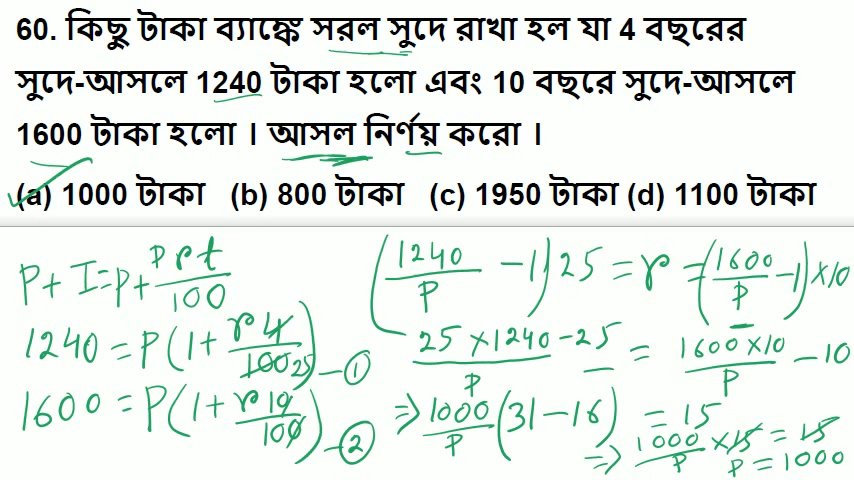 60. কিছু টাকা ব্যাঙ্কে সরল সুদে রাখা হল যা 4 বছরের
সুদে-আসলে 1240 টাকা হলো এবং 10 বছরে সুদে-আসলে
1600 টাকা হলো । আসল নির্ণয় করো ।
(a) 1000 টাকা (b) 800 টাকা (c) 1950 টাকা (d) 1100 টাকা
P + I = P + Prt/100
1240 = P(1 + r4/100 25) - ①
1600 = P(1 + r10/100) - ②
(1240/P - 1) 25 = r = (1600/P - 1) × 10
25 × 1240/P - 25 = 1600 × 10/P - 10
⇒ 1000/P (31 - 16) = 15
⇒ 1000/P × 15 = 15
P = 1000